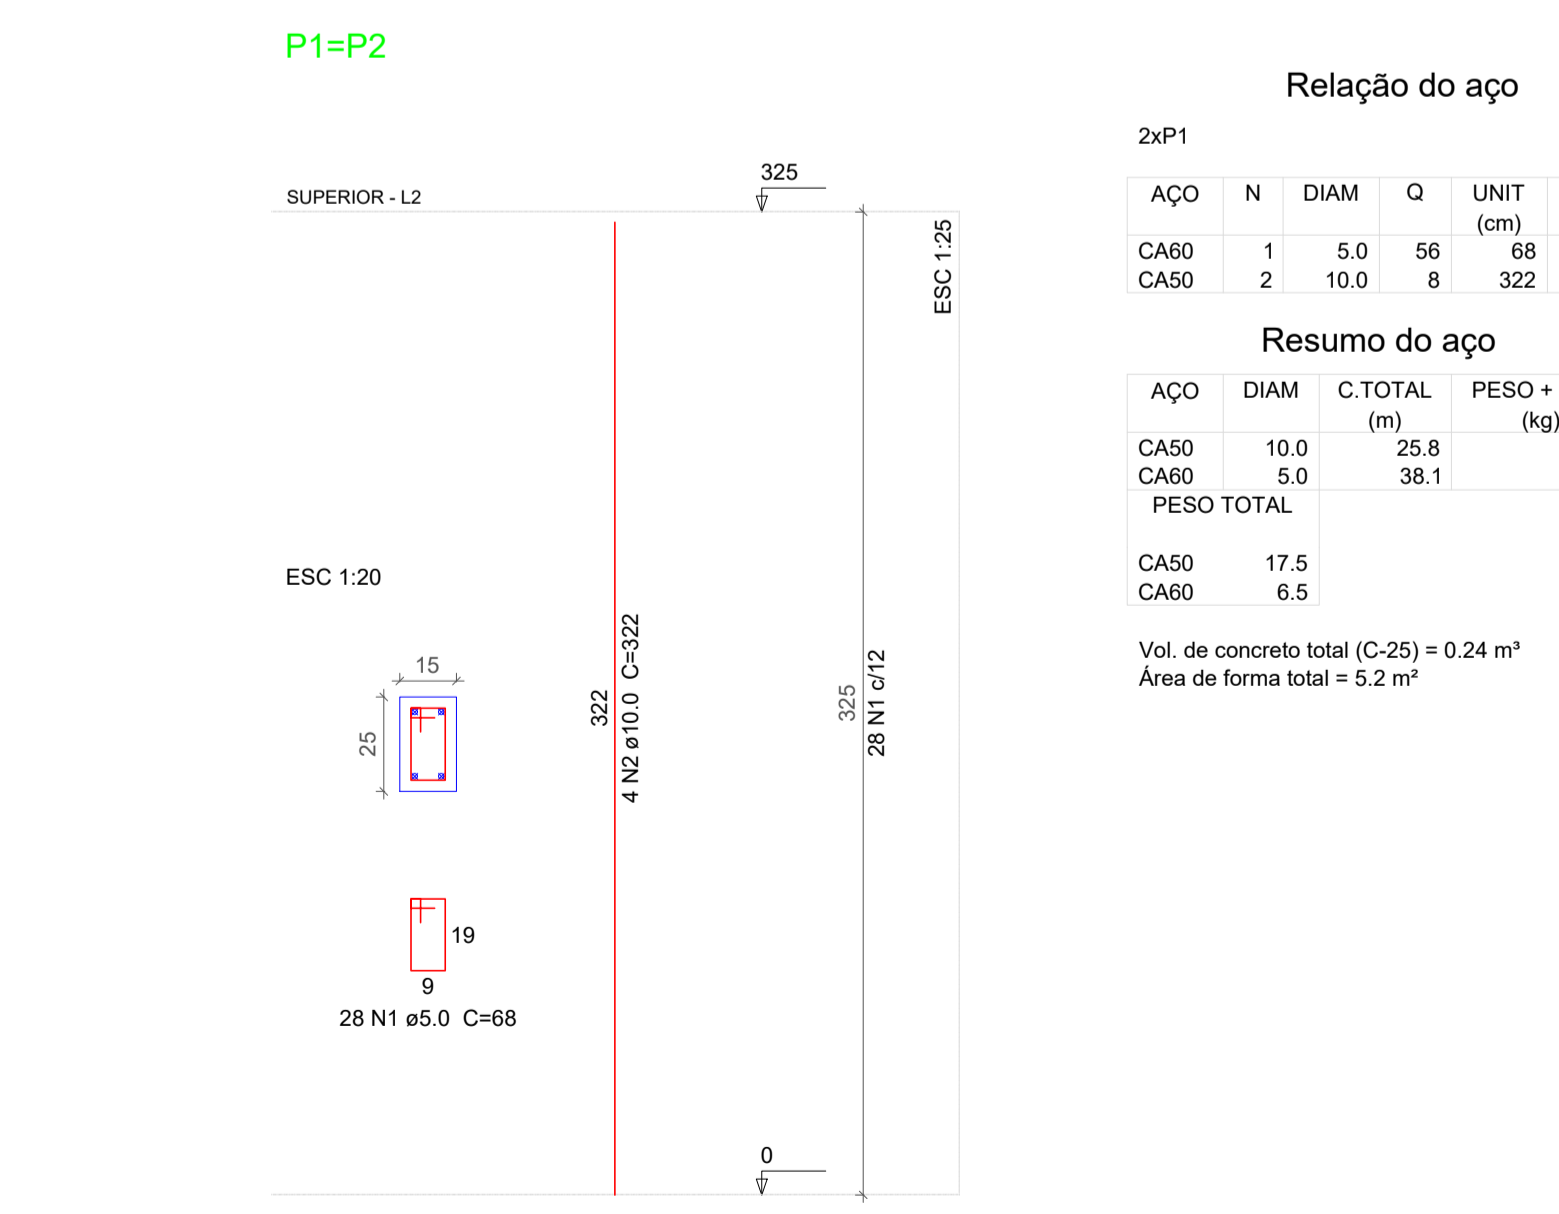 P1=P2
SUPERIOR - L2
325
ESC 1:25
ESC 1:20
15
25
322
4 N2 ø10.0 C=322
325
28 N1 c/12
19
9
28 N1 ø5.0 C=68
0
Relação do aço
2xP1
AÇO N DIAM Q UNIT
(cm)
CA60 1 5.0 56 68
CA50 2 10.0 8 322
Resumo do aço
AÇO DIAM C.TOTAL PESO +
(m) (kg)
CA50 10.0 25.8
CA60 5.0 38.1
PESO TOTAL
CA50 17.5
CA60 6.5
Vol. de concreto total (C-25) = 0.24 m³
Área de forma total = 5.2 m²